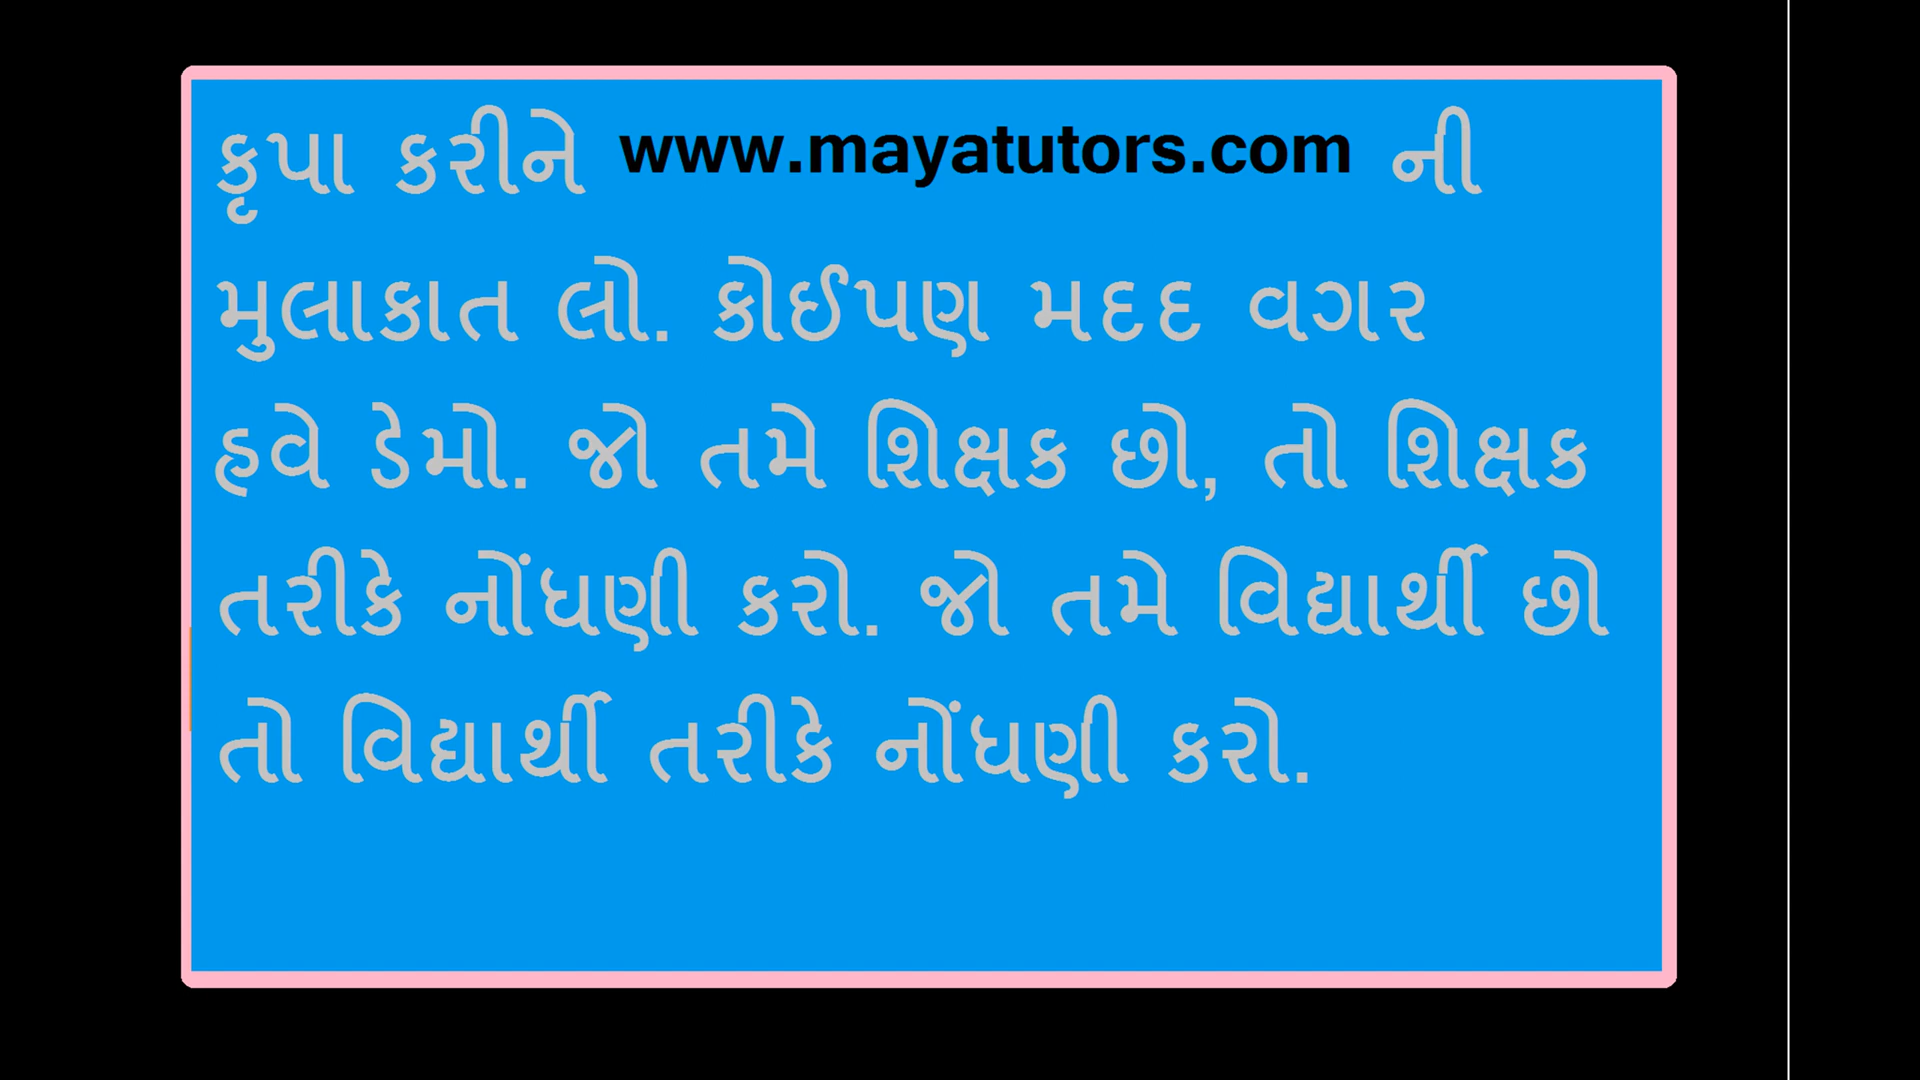 કૃપા કરીને www.mayatutors.com ની
મુલાકાત લો. કોઈપણ મદદ વગર
હવે ડેમો. જો તમે શિક્ષક છો, તો શિક્ષક
તરીકે નોંધણી કરો. જો તમે વિદ્યાર્થી છો
તો વિદ્યાર્થી તરીકે નોંધણી કરો.